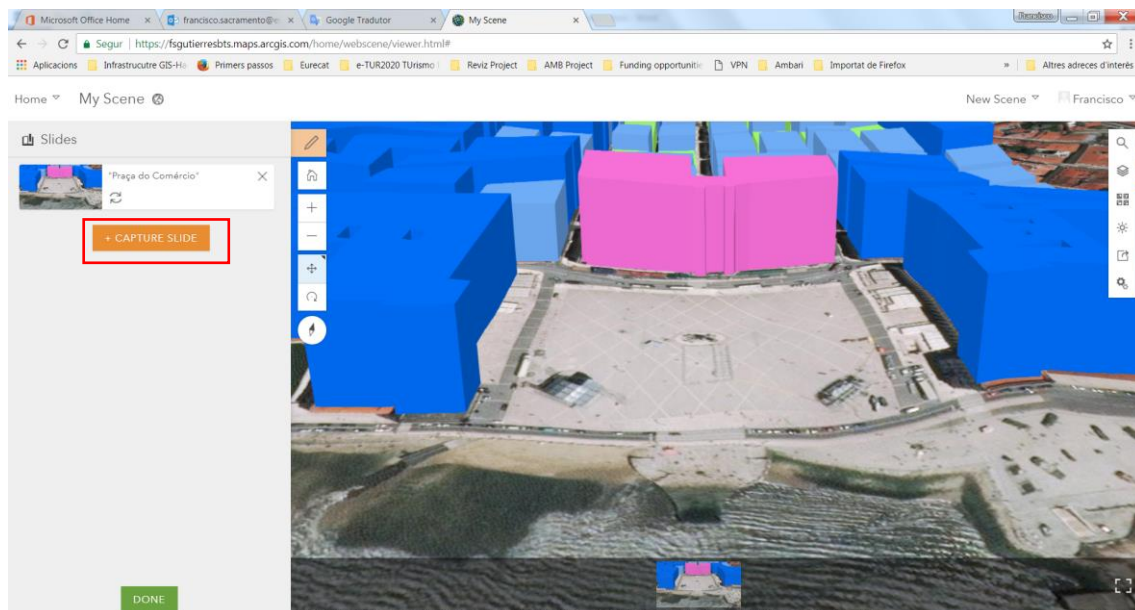 Microsoft Office Home
francisco.sacramento@e
Google Tradutor
My Scene
Francisco
Segur
https://fsgutierresbts.maps.arcgis.com/home/webscene/viewer.html#
Aplicacions
Infrastrucutre GIS-Ha
Primers passos
Eurecat
e-TUR2020 TUrismo
Reviz Project
AMB Project
Funding opportuniti
VPN
Ambari
Importat de Firefox
»
Altres adreces d'interès
Home
My Scene
New Scene
Francisco
Slides
"Praça do Comércio"
+ CAPTURE SLIDE
DONE